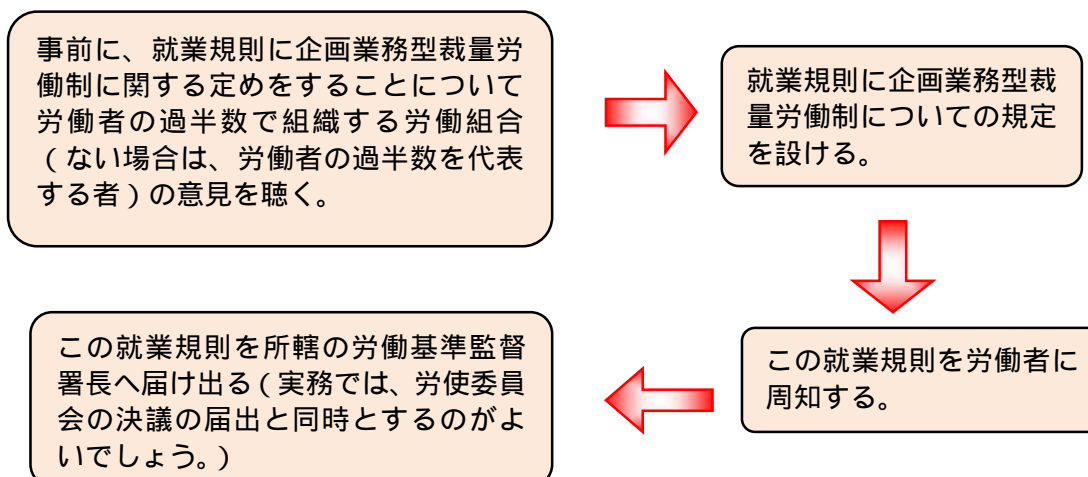 事前に、就業規則に企画業務型裁量労
働制に関する定めをすることについて
労働者の過半数で組織する労働組合
（ない場合は、労働者の過半数を代表
する者）の意見を聴く。
就業規則に企画業務型裁
量労働制についての規定
を設ける。
この就業規則を労働者に
周知する。
この就業規則を所轄の労働基準監督
署長へ届け出る（実務では、労使委員
会の決議の届出と同時とするのがよ
いでしょう。）